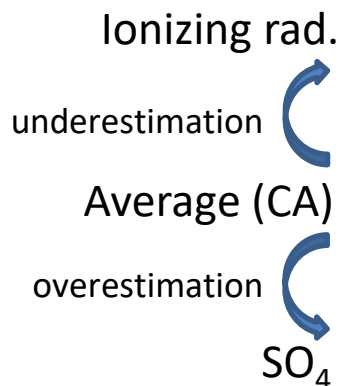 Ionizing rad.
underestimation
Average (CA)
overestimation
SO₄